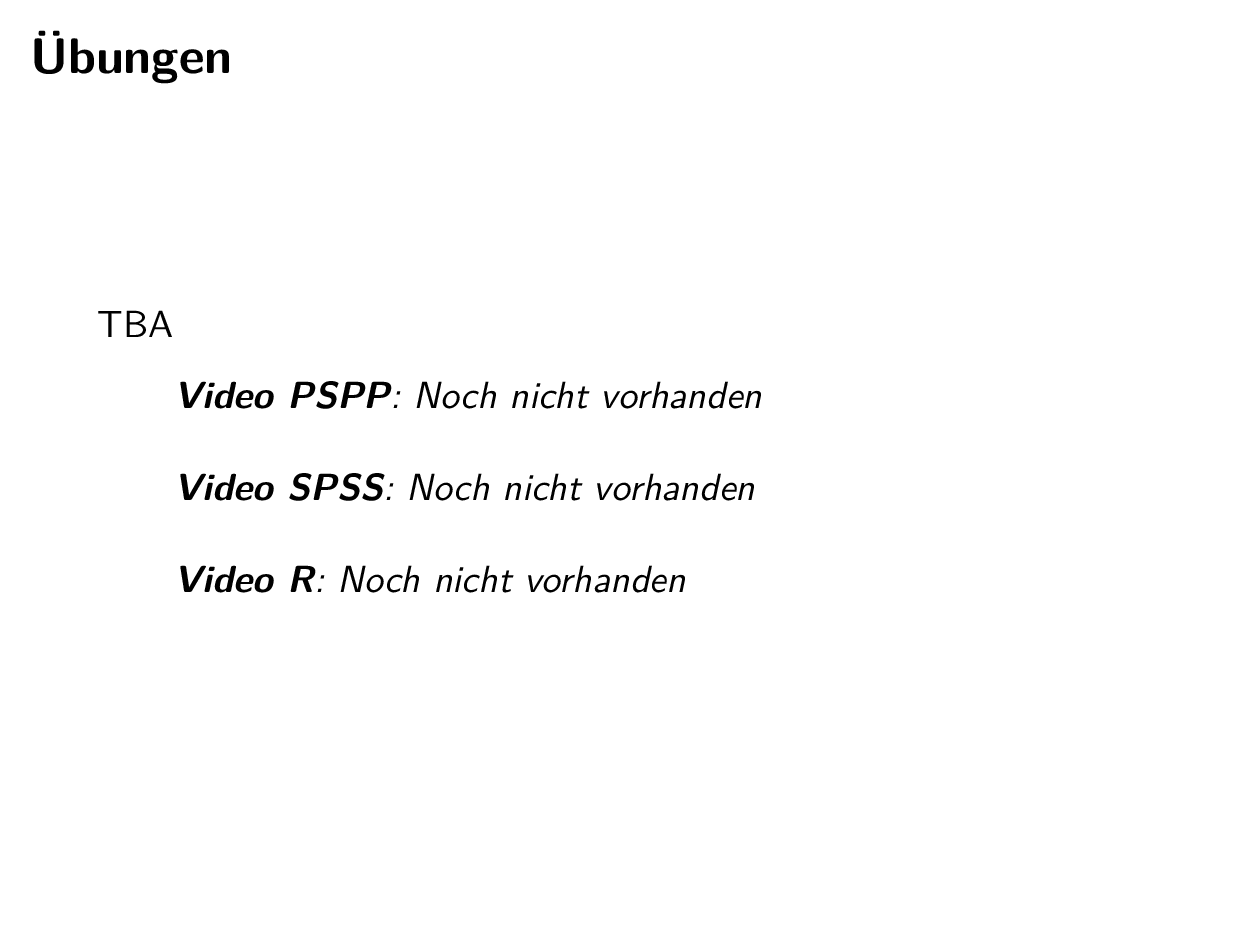 Übungen
TBA
Video PSPP: Noch nicht vorhanden
Video SPSS: Noch nicht vorhanden
Video R: Noch nicht vorhanden